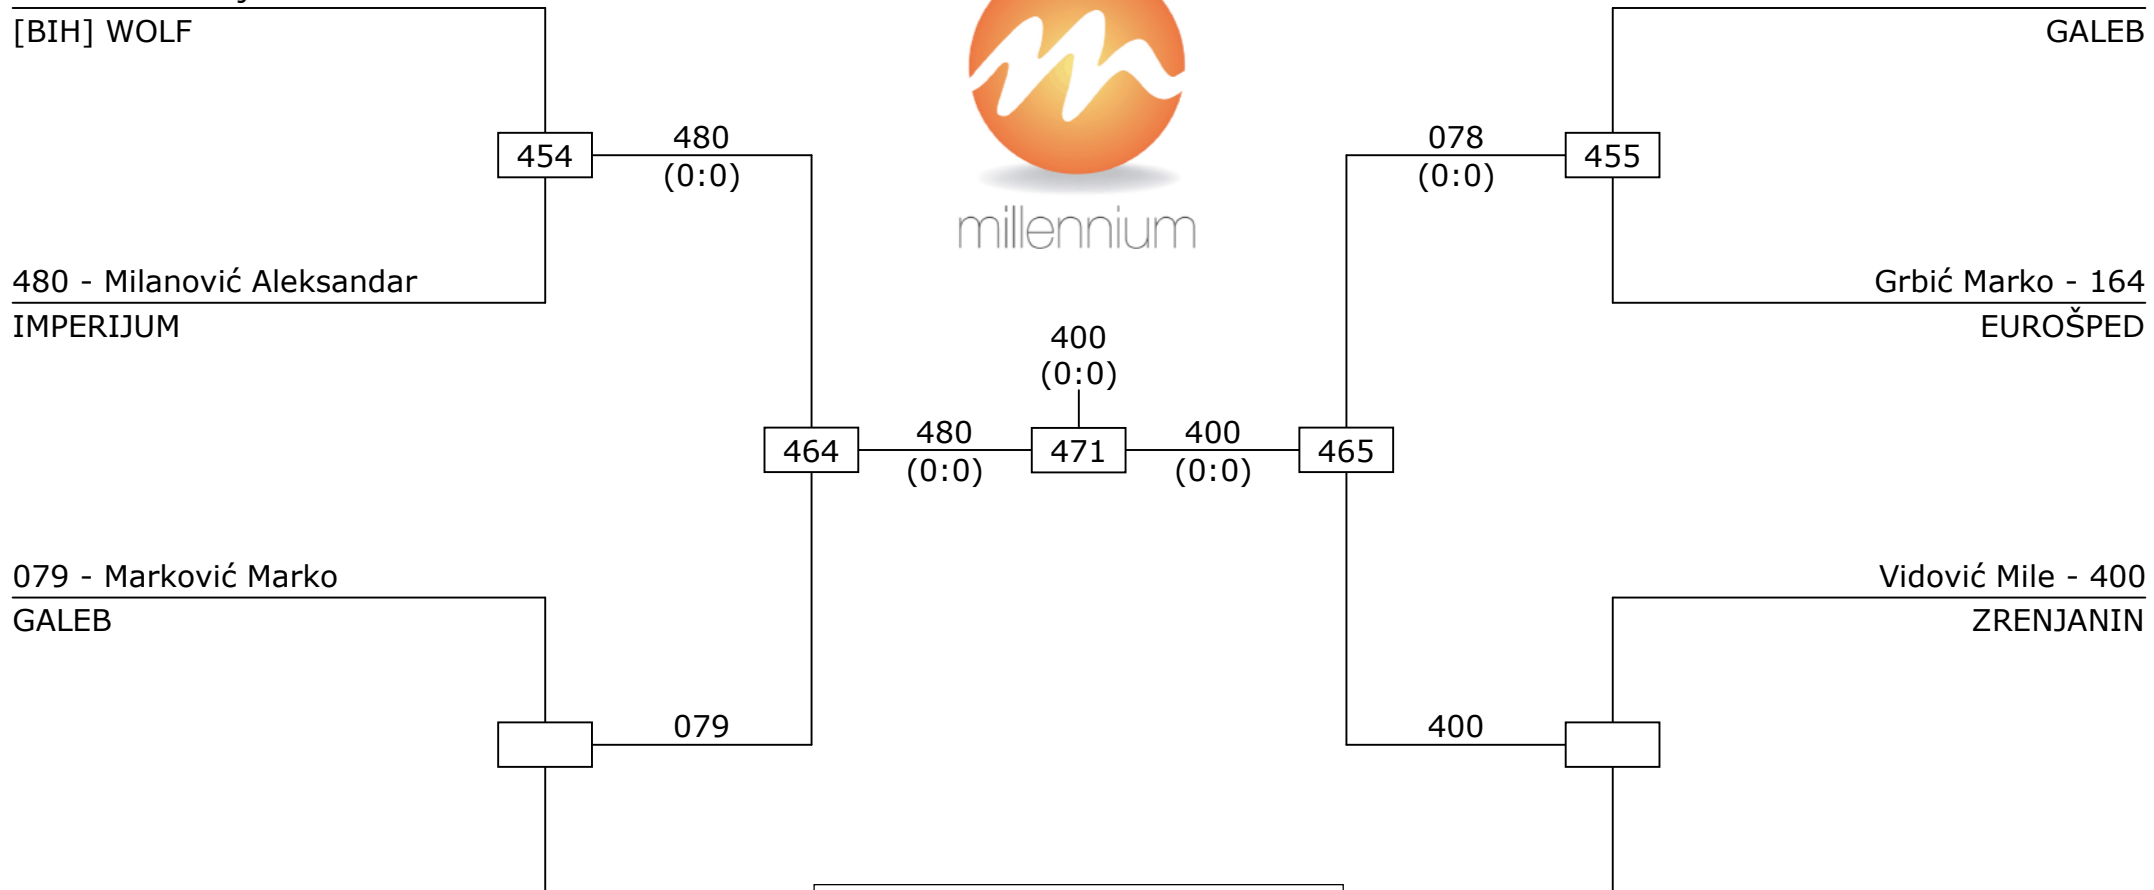 [BIH] WOLF
GALEB
480
(0:0)
454
078
(0:0)
455
millennium
480 - Milanović Aleksandar
IMPERIJUM
Grbić Marko - 164
EUROŠPED
400
(0:0)
464
480
(0:0)
471
400
(0:0)
465
079 - Marković Marko
GALEB
Vidović Mile - 400
ZRENJANIN
079
400